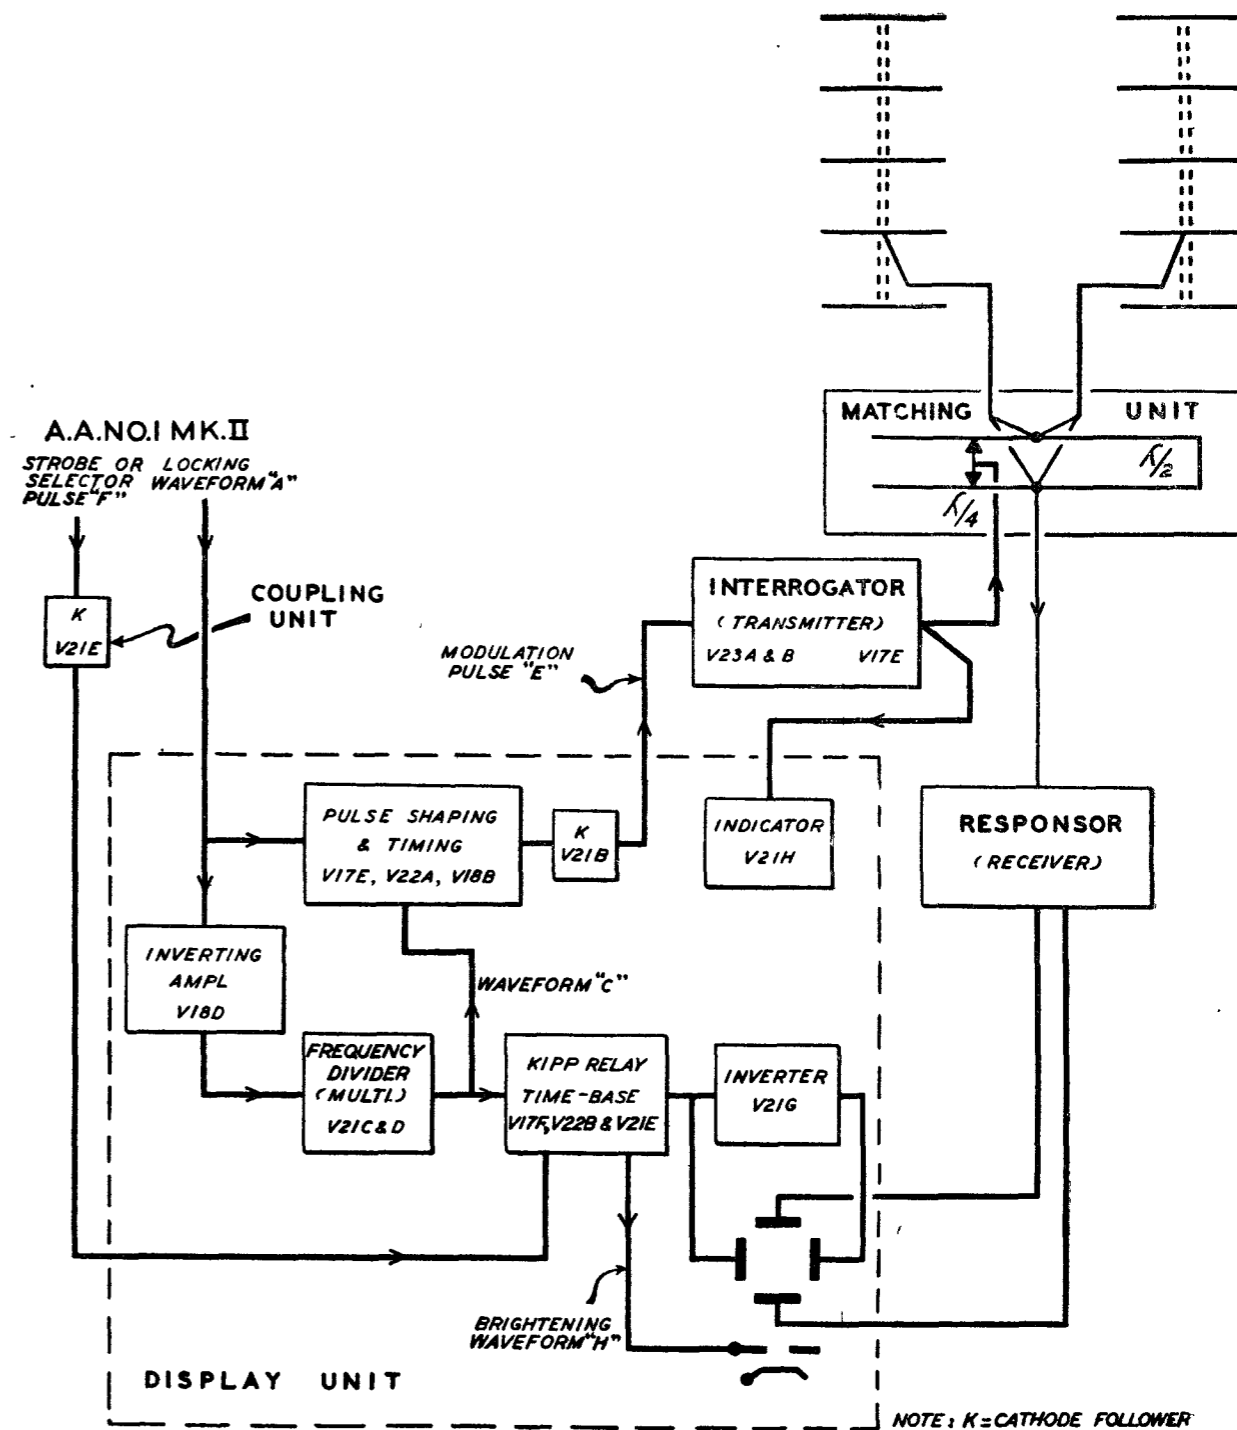 MATCHING UNIT
λ/2
λ/4
A.A.NO.1 MK.II
STROBE OR LOCKING
SELECTOR WAVEFORM "A"
PULSE "F"
K
V21E
COUPLING
UNIT
INTERROGATOR
(TRANSMITTER)
V23A & B V17E
MODULATION
PULSE "E"
PULSE SHAPING
& TIMING
V17E, V22A, V18B
K
V21B
INDICATOR
V21H
RESPONSOR
(RECEIVER)
INVERTING
AMPL
V18D
WAVEFORM "C"
FREQUENCY
DIVIDER
(MULTI.)
V21C & D
KIPP RELAY
TIME-BASE
V17F, V22B & V21E
INVERTER
V21G
BRIGHTENING
WAVEFORM "H"
DISPLAY UNIT
NOTE: K=CATHODE FOLLOWER